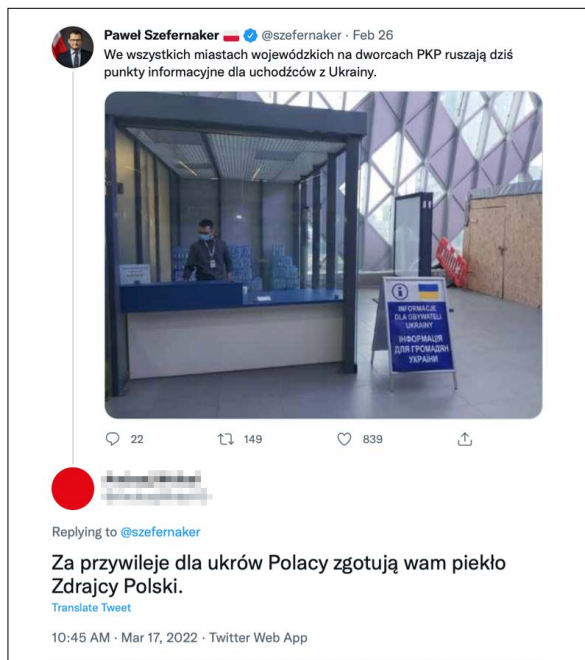 Paweł Szefernaker @szefernaker · Feb 26
We wszystkich miastach wojewódzkich na dworcach PKP ruszają dziś
punkty informacyjne dla uchodźców z Ukrainy.
INFORMACJE
DLA OBYWATELI
UKRAINY
ІНФОРМАЦІЯ
ДЛЯ ГРОМАДЯН
УКРАЇНИ
22 149 839
Replying to @szefernaker
Za przywileje dla ukrów Polacy zgotują wam piekło
Zdrajcy Polski.
Translate Tweet
10:45 AM · Mar 17, 2022 · Twitter Web App